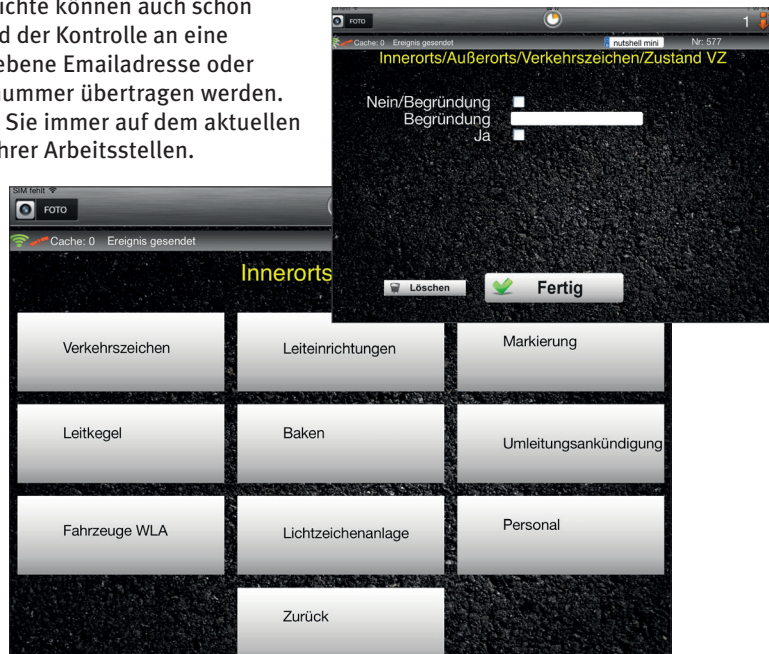 ichte können auch schon
d der Kontrolle an eine
ebene Emailadresse oder
nummer übertragen werden.
Sie immer auf dem aktuellen
hrer Arbeitsstellen.
FOTO
1
Cache: 0 Ereignis gesendet
nutshell mini
Nr: 577
Innerorts/Außerorts/Verkehrszeichen/Zustand VZ
Nein/Begründung
Begründung
Ja
Löschen
Fertig
SIM fehlt
FOTO
Cache: 0 Ereignis gesendet
Innerorts
Verkehrszeichen
Leiteinrichtungen
Markierung
Leitkegel
Baken
Umleitungsankündigung
Fahrzeuge WLA
Lichtzeichenanlage
Personal
Zurück